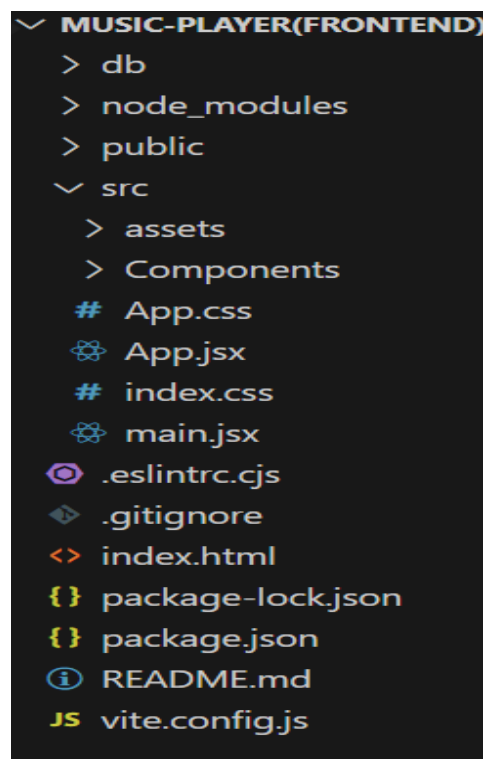 MUSIC-PLAYER(FRONTEND)
db
node_modules
public
src
assets
Components
# App.css
App.jsx
# index.css
main.jsx
.eslintrc.cjs
.gitignore
<> index.html
{} package-lock.json
{} package.json
README.md
JS vite.config.js